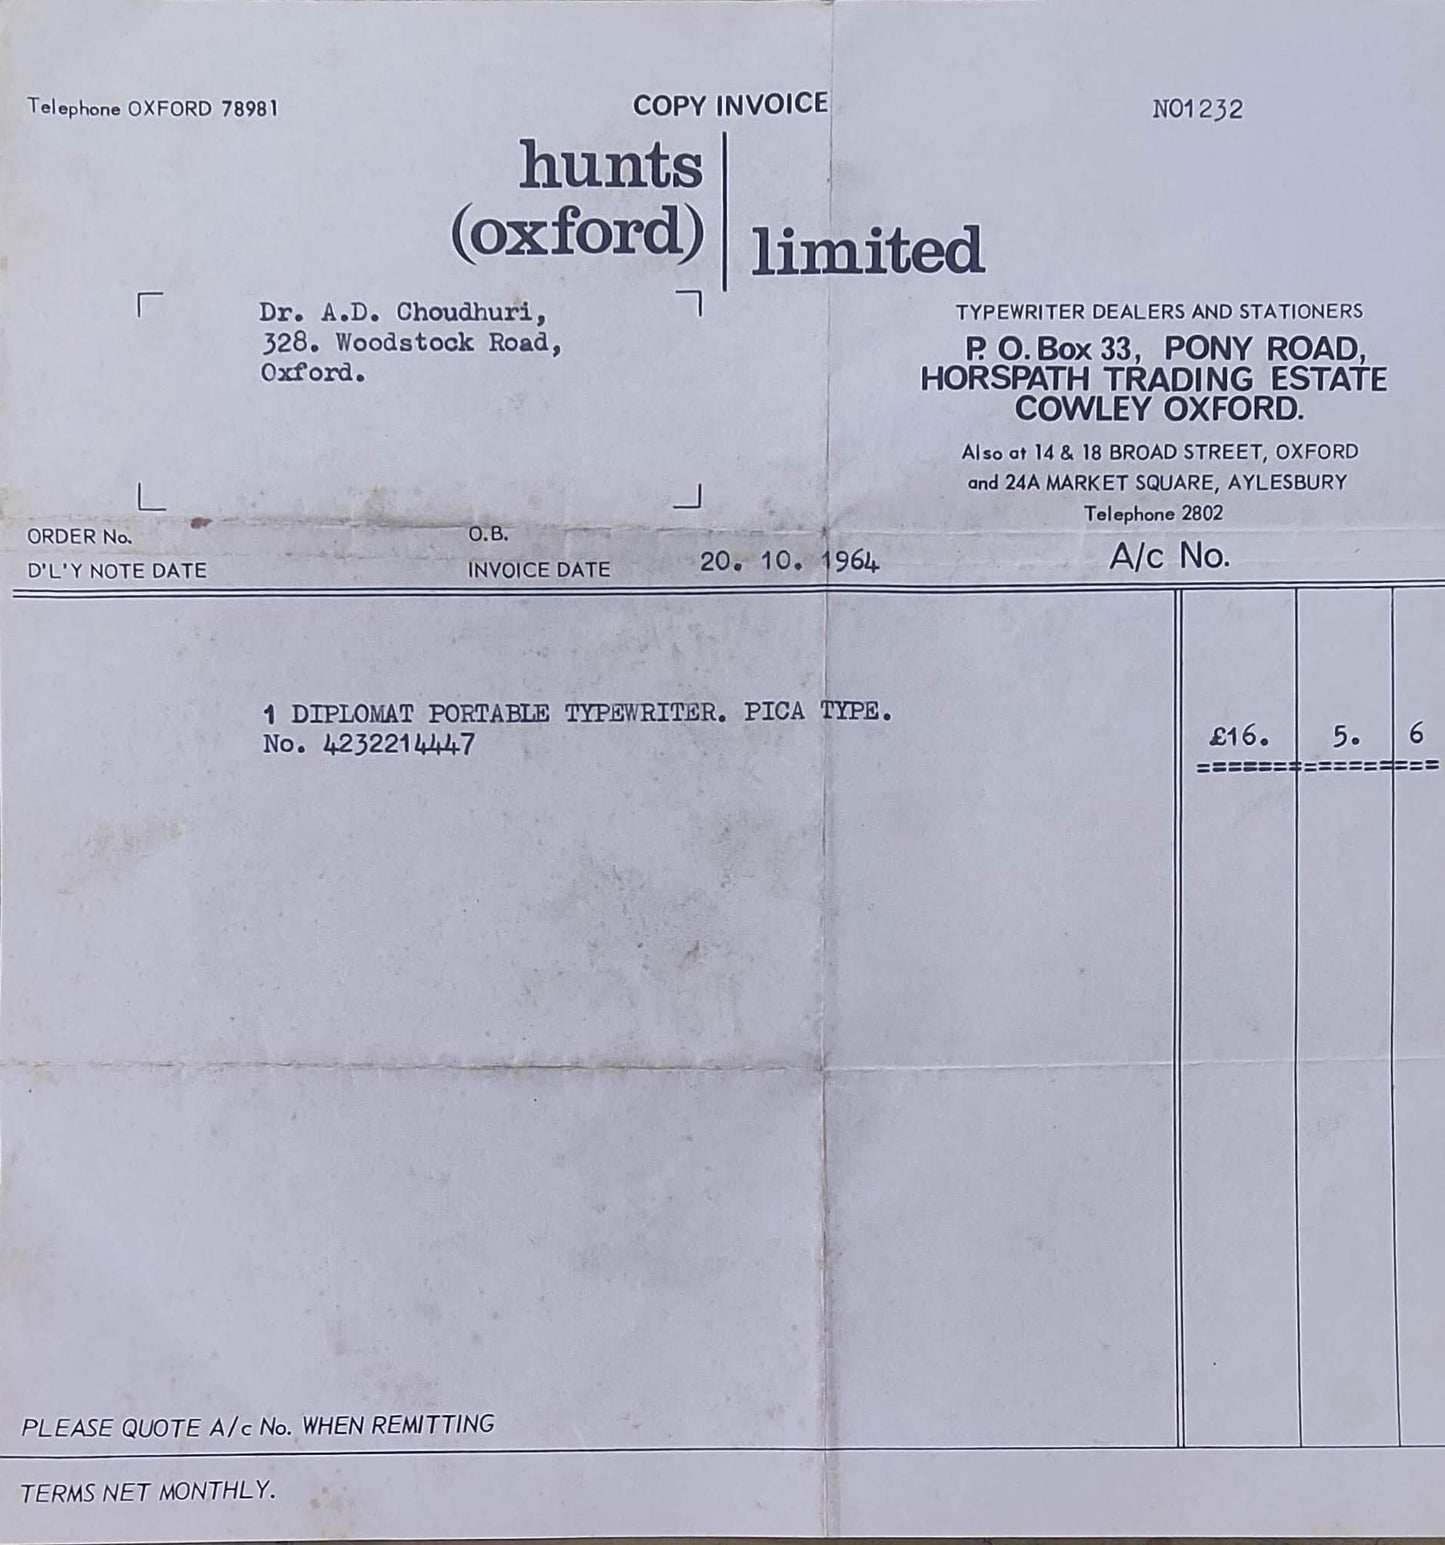 Telephone OXFORD 78981
COPY INVOICE
NO1232
hunts
(oxford)
limited
Dr. A.D. Choudhuri,
328. Woodstock Road,
Oxford.
TYPEWRITER DEALERS AND STATIONERS
P. O. Box 33, PONY ROAD,
HORSPATH TRADING ESTATE
COWLEY OXFORD.
Also at 14 & 18 BROAD STREET, OXFORD
and 24A MARKET SQUARE, AYLESBURY
Telephone 2802
ORDER No.
O.B.
A/c No.
D'L'Y NOTE DATE
INVOICE DATE 20. 10. 1964
1 DIPLOMAT PORTABLE TYPEWRITER. PICA TYPE.
No. 4232214447
£16. 5. 6
====================
PLEASE QUOTE A/c No. WHEN REMITTING
TERMS NET MONTHLY.